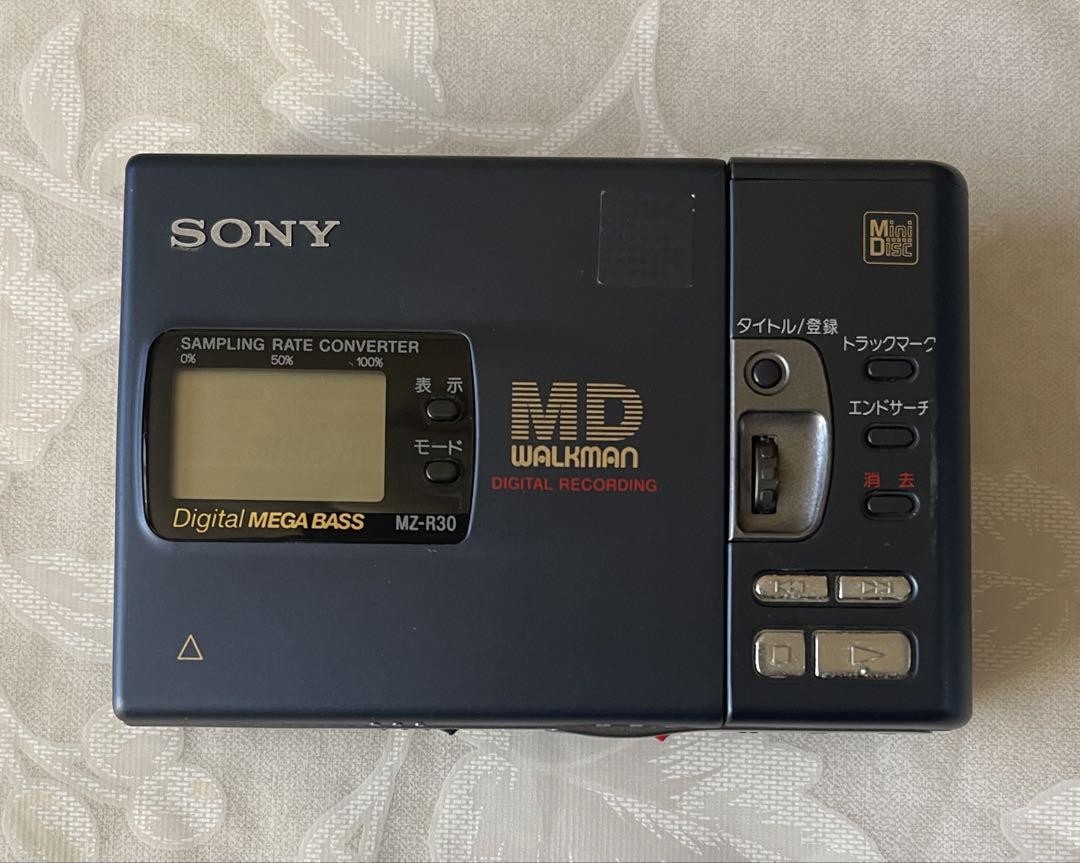 SONY
Mini
Disc
SAMPLING RATE CONVERTER
0% 50% 100%
表示
モード
Digital MEGA BASS MZ-R30
MD
WALKMAN
DIGITAL RECORDING
タイトル/登録
トラックマーク
エンドサーチ
消去